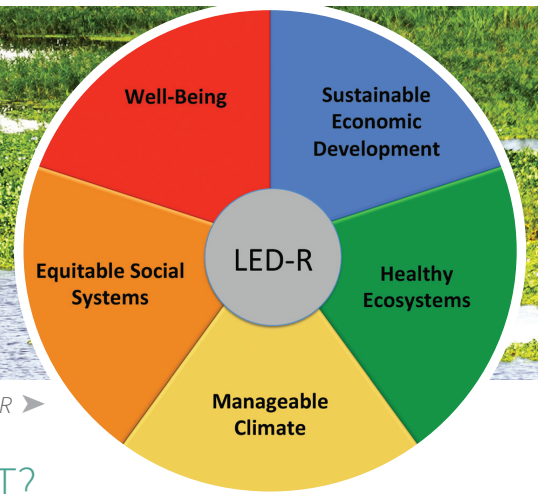 Well-Being
Sustainable
Economic
Development
LED-R
Equitable Social
Systems
Healthy
Ecosystems
Manageable
Climate
R ➤
T?